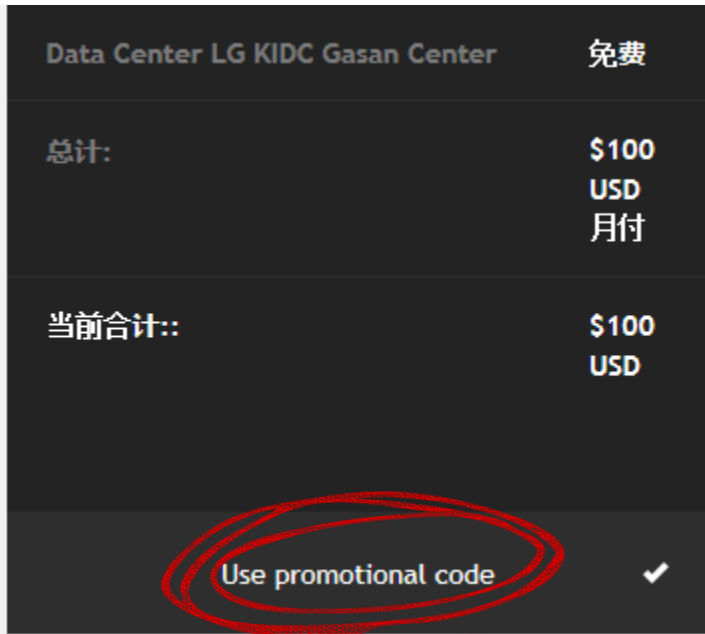 Data Center LG KIDC Gasan Center 免费
总计: $100
USD
月付
当前合计:: $100
USD
Use promotional code